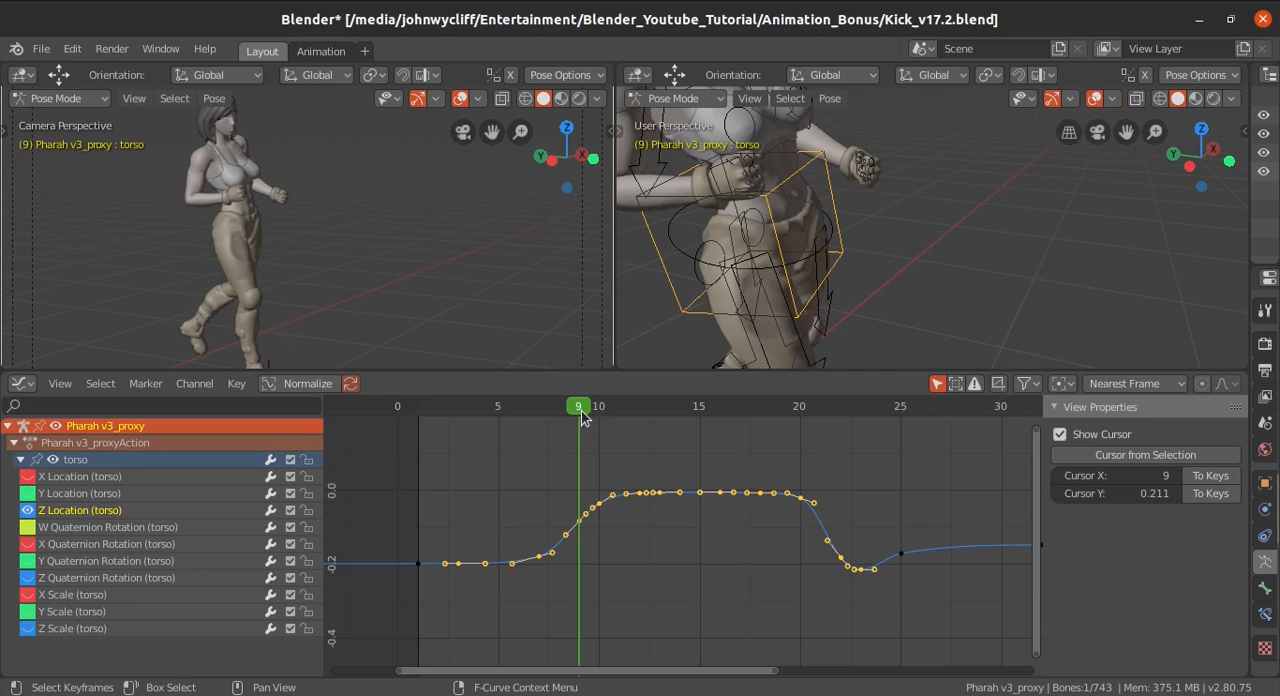 Blender* [/media/johnwycliff/Entertainment/Blender_Youtube_Tutorial/Animation_Bonus/Kick_v17.2.blend]
File Edit Render Window Help Layout Animation + Scene View Layer
Orientation: Global Global X Pose Options
Orientation: Global Global X Pose Options
Pose Mode View Select Pose
Pose Mode View Select Pose
Camera Perspective
(9) Pharah v3_proxy : torso
Z
Y
X
User Perspective
(9) Pharah v3_proxy : torso
Z
Y
X
View Select Marker Channel Key Normalize Nearest Frame
0 5 9 10 15 20 25 30
0.0
-0.2
-0.4
Pharah v3_proxy
Pharah v3_proxyAction
torso
X Location (torso)
Y Location (torso)
Z Location (torso)
W Quaternion Rotation (torso)
X Quaternion Rotation (torso)
Y Quaternion Rotation (torso)
Z Quaternion Rotation (torso)
X Scale (torso)
Y Scale (torso)
Z Scale (torso)
View Properties
Show Cursor
Cursor from Selection
Cursor X: 9 To Keys
Cursor Y: 0.211 To Keys
Select Keyframes Box Select Pan View F-Curve Context Menu Pharah v3_proxy | Bones:1/743 | Mem: 375.1 MB | v2.80.75